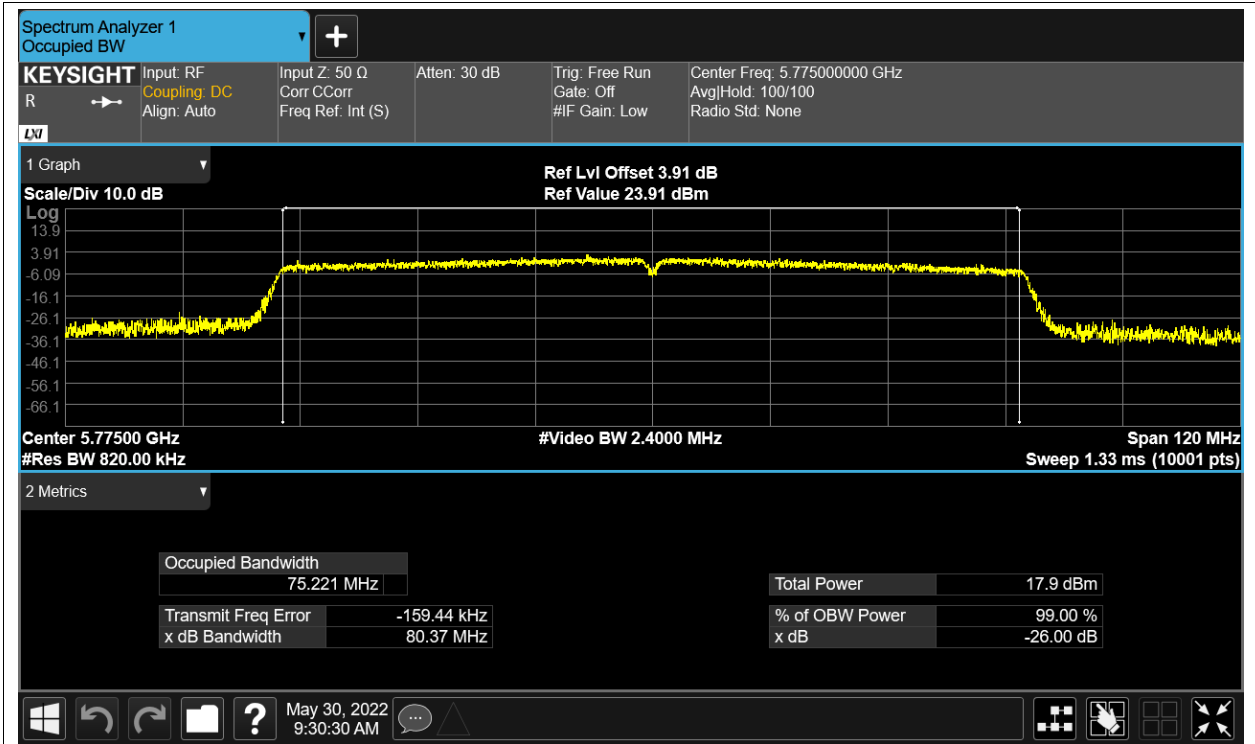 Spectrum Analyzer 1
Occupied BW
KEYSIGHT
R
LXI
Input: RF
Coupling: DC
Align: Auto
Input Z: 50 Ω
Corr CCorr
Freq Ref: Int (S)
Atten: 30 dB
Trig: Free Run
Gate: Off
#IF Gain: Low
Center Freq: 5.775000000 GHz
Avg|Hold: 100/100
Radio Std: None
1 Graph
Scale/Div 10.0 dB
Ref Lvl Offset 3.91 dB
Ref Value 23.91 dBm
Log
13.9
3.91
-6.09
-16.1
-26.1
-36.1
-46.1
-56.1
-66.1
Center 5.77500 GHz
#Res BW 820.00 kHz
#Video BW 2.4000 MHz
Span 120 MHz
Sweep 1.33 ms (10001 pts)
2 Metrics
Occupied Bandwidth
75.221 MHz
Transmit Freq Error -159.44 kHz
x dB Bandwidth 80.37 MHz
Total Power 17.9 dBm
% of OBW Power 99.00 %
x dB -26.00 dB
?
May 30, 2022
9:30:30 AM